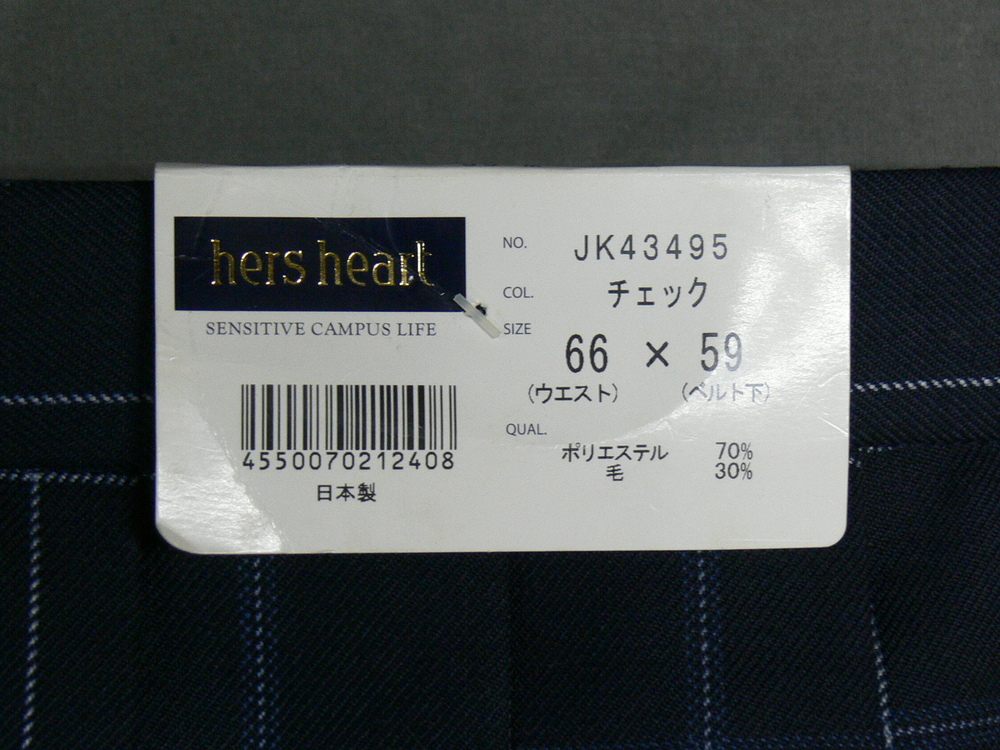 hers heart
SENSITIVE CAMPUS LIFE
4550070212408
日本製
NO. JK43495
COL. チェック
SIZE 66 × 59
(ウエスト) (ベルト下)
QUAL.
ポリエステル 70%
毛 30%